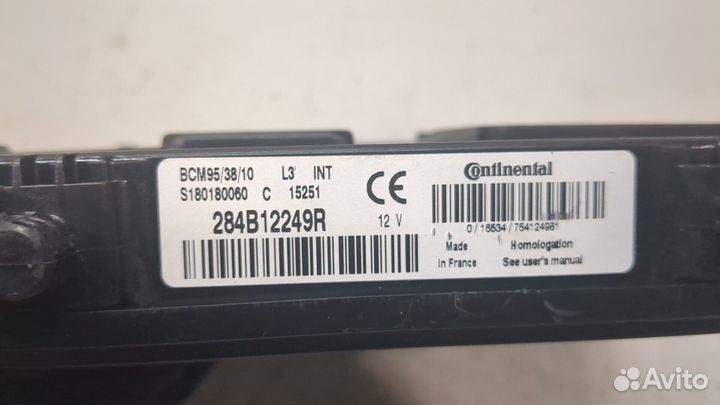 BCM95/38/10 L3 INT
S180180060 C 15251
284B12249R
CE
12 V
Continental
0 / 16534 / 754124981
Made
in France
Homologation
See user's manual
Avito